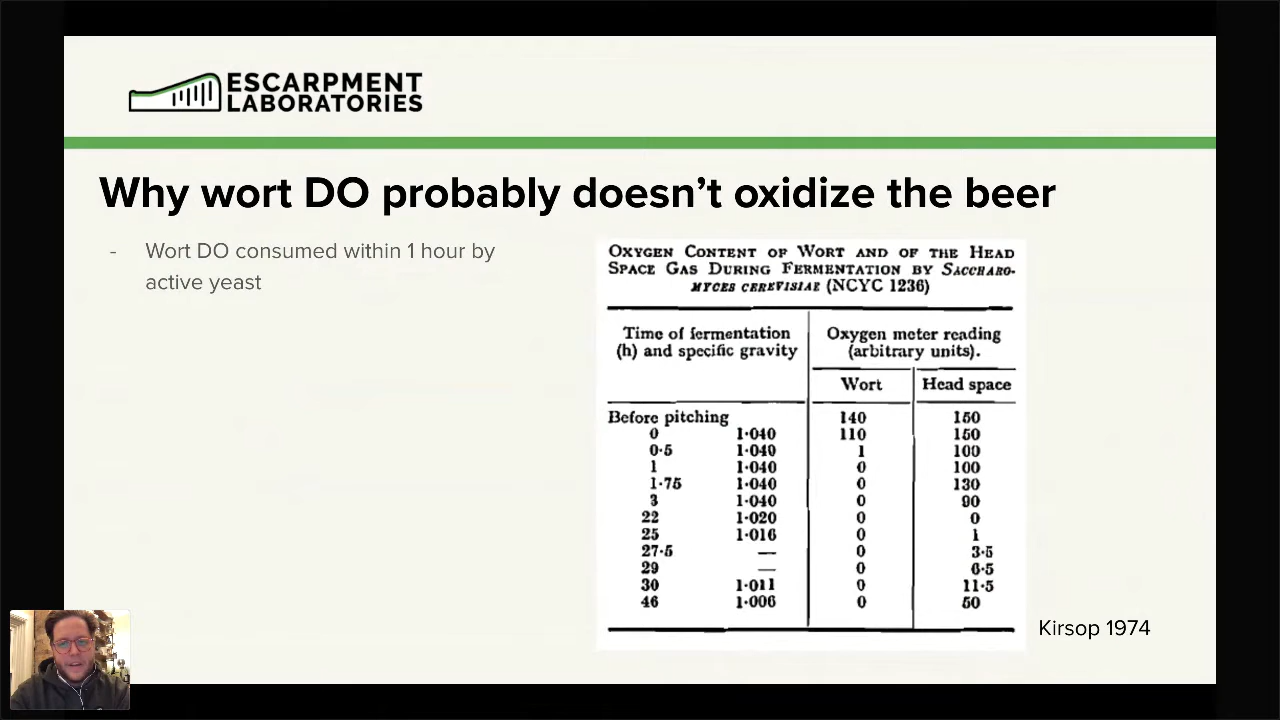 ESCARPMENT
LABORATORIES
Why wort DO probably doesn’t oxidize the beer
- Wort DO consumed within 1 hour by
active yeast
OXYGEN CONTENT OF WORT AND OF THE HEAD
SPACE GAS DURING FERMENTATION BY SACCHARO-
MYCES CEREVISIAE (NCYC 1236)
Time of fermentation
(h) and specific gravity
Oxygen meter reading
(arbitrary units).
Wort Head space
Before pitching 140 150
0 1·040 110 150
0·5 1·040 1 100
1 1·040 0 100
1·75 1·040 0 130
3 1·040 0 90
22 1·020 0 0
25 1·016 0 1
27·5 — 0 3·5
29 — 0 6·5
30 1·011 0 11·5
46 1·006 0 50
Kirsop 1974